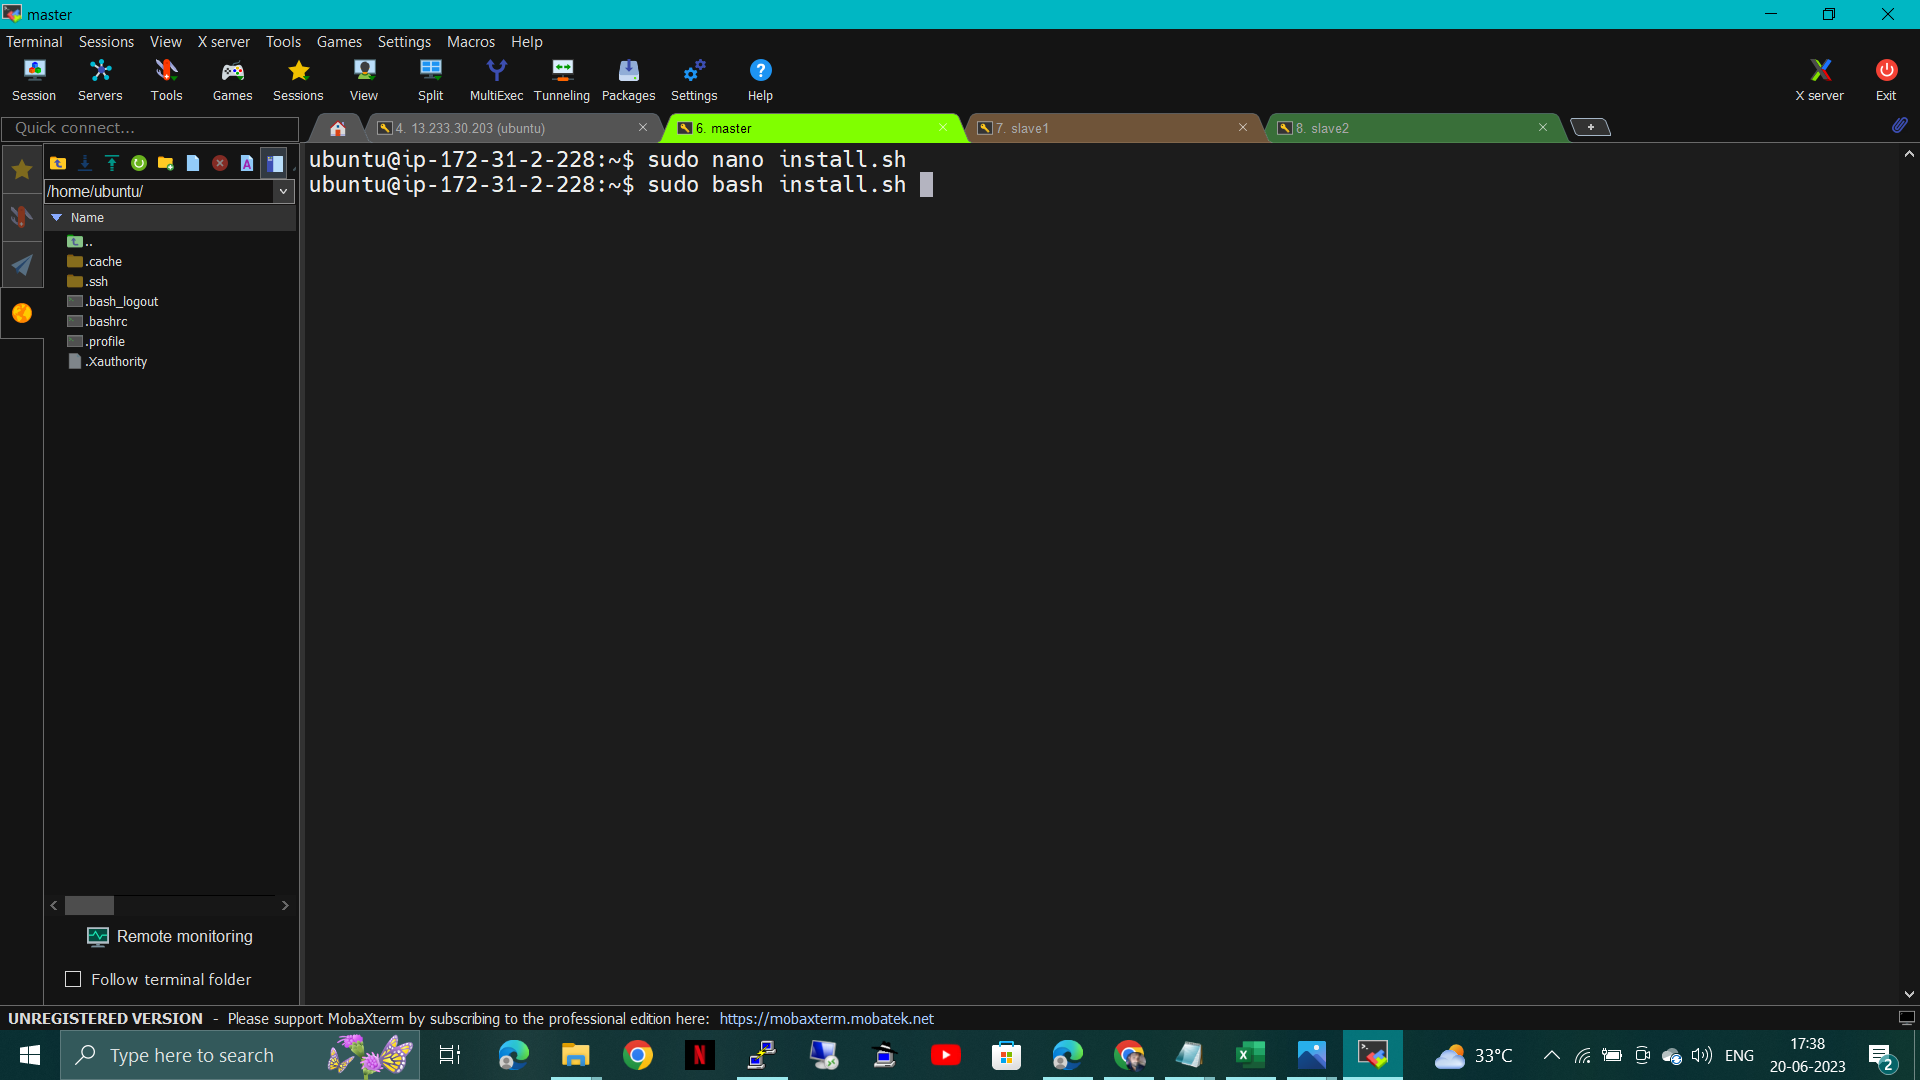 master
Terminal Sessions View X server Tools Games Settings Macros Help
Session Servers Tools Games Sessions View Split MultiExec Tunneling Packages Settings Help X server Exit
Quick connect...
4. 13.233.30.203 (ubuntu)
6. master
7. slave1
8. slave2
/home/ubuntu/
Name
..
.cache
.ssh
.bash_logout
.bashrc
.profile
.Xauthority
Remote monitoring
Follow terminal folder
ubuntu@ip-172-31-2-228:~$ sudo nano install.sh
ubuntu@ip-172-31-2-228:~$ sudo bash install.sh
UNREGISTERED VERSION - Please support MobaXterm by subscribing to the professional edition here: https://mobaxterm.mobatek.net
Type here to search
33°C
ENG
17:38
20-06-2023
2